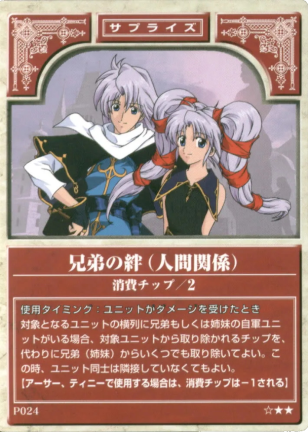 サプライズ
兄弟の絆(人間関係)
消費チップ/2
使用タイミング:ユニットがダメージを受けたとき
対象となるユニットの横列に兄弟もしくは姉妹の自軍ユニ
ットがいる場合、対象ユニットから取り除かれるチップを、
代わりに兄弟(姉妹)からいくつでも取り除いてよい。こ
の時、ユニット同士は隣接していなくてもよい。
【アーサー、ティニーで使用する場合は、消費チップは－1される】
P024 ☆★★